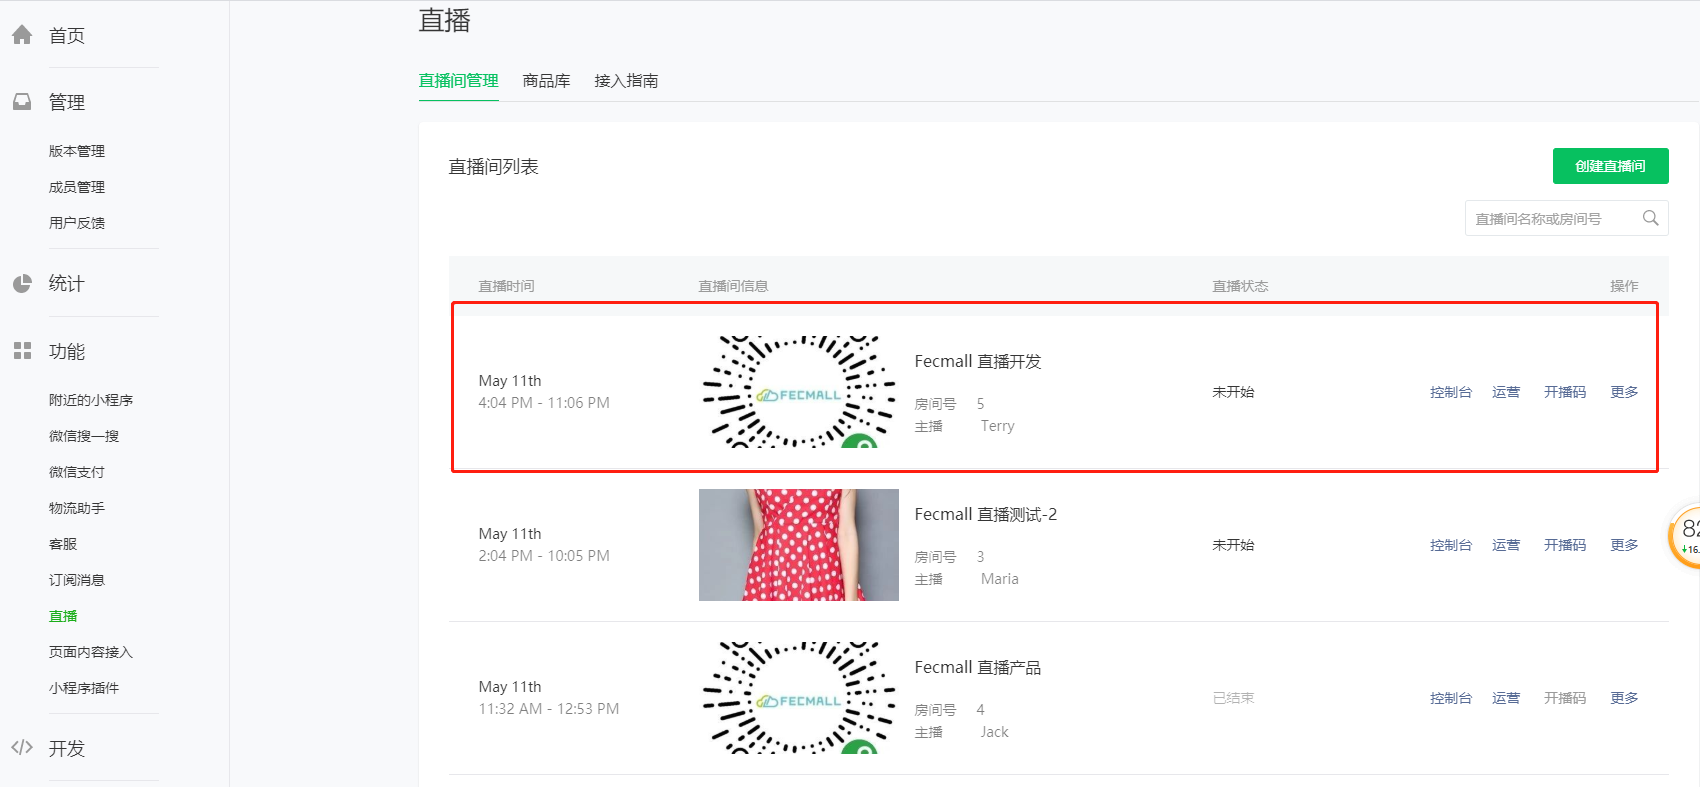 首页
管理
版本管理
成员管理
用户反馈
统计
功能
附近的小程序
微信搜一搜
微信支付
物流助手
客服
订阅消息
直播
页面内容接入
小程序插件
开发
直播
直播间管理 商品库 接入指南
直播间列表
创建直播间
直播间名称或房间号
直播时间 直播间信息 直播状态 操作
May 11th
4:04 PM - 11:06 PM
FECMALL
Fecmall 直播开发
房间号 5
主播 Terry
未开始
控制台 运营 开播码 更多
May 11th
2:04 PM - 10:05 PM
Fecmall 直播测试-2
房间号 3
主播 Maria
未开始
控制台 运营 开播码 更多
May 11th
11:32 AM - 12:53 PM
FECMALL
Fecmall 直播产品
房间号 4
主播 Jack
已结束
控制台 运营 开播码 更多
82
16.